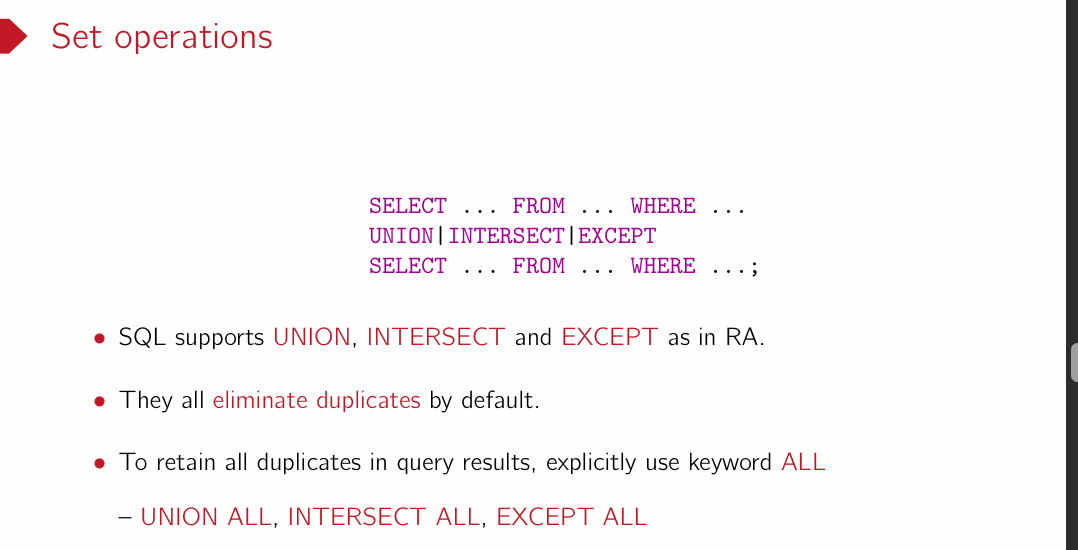 Set operations
SELECT ... FROM ... WHERE ...
UNION|INTERSECT|EXCEPT
SELECT ... FROM ... WHERE ...;
• SQL supports UNION, INTERSECT and EXCEPT as in RA.
• They all eliminate duplicates by default.
• To retain all duplicates in query results, explicitly use keyword ALL
– UNION ALL, INTERSECT ALL, EXCEPT ALL